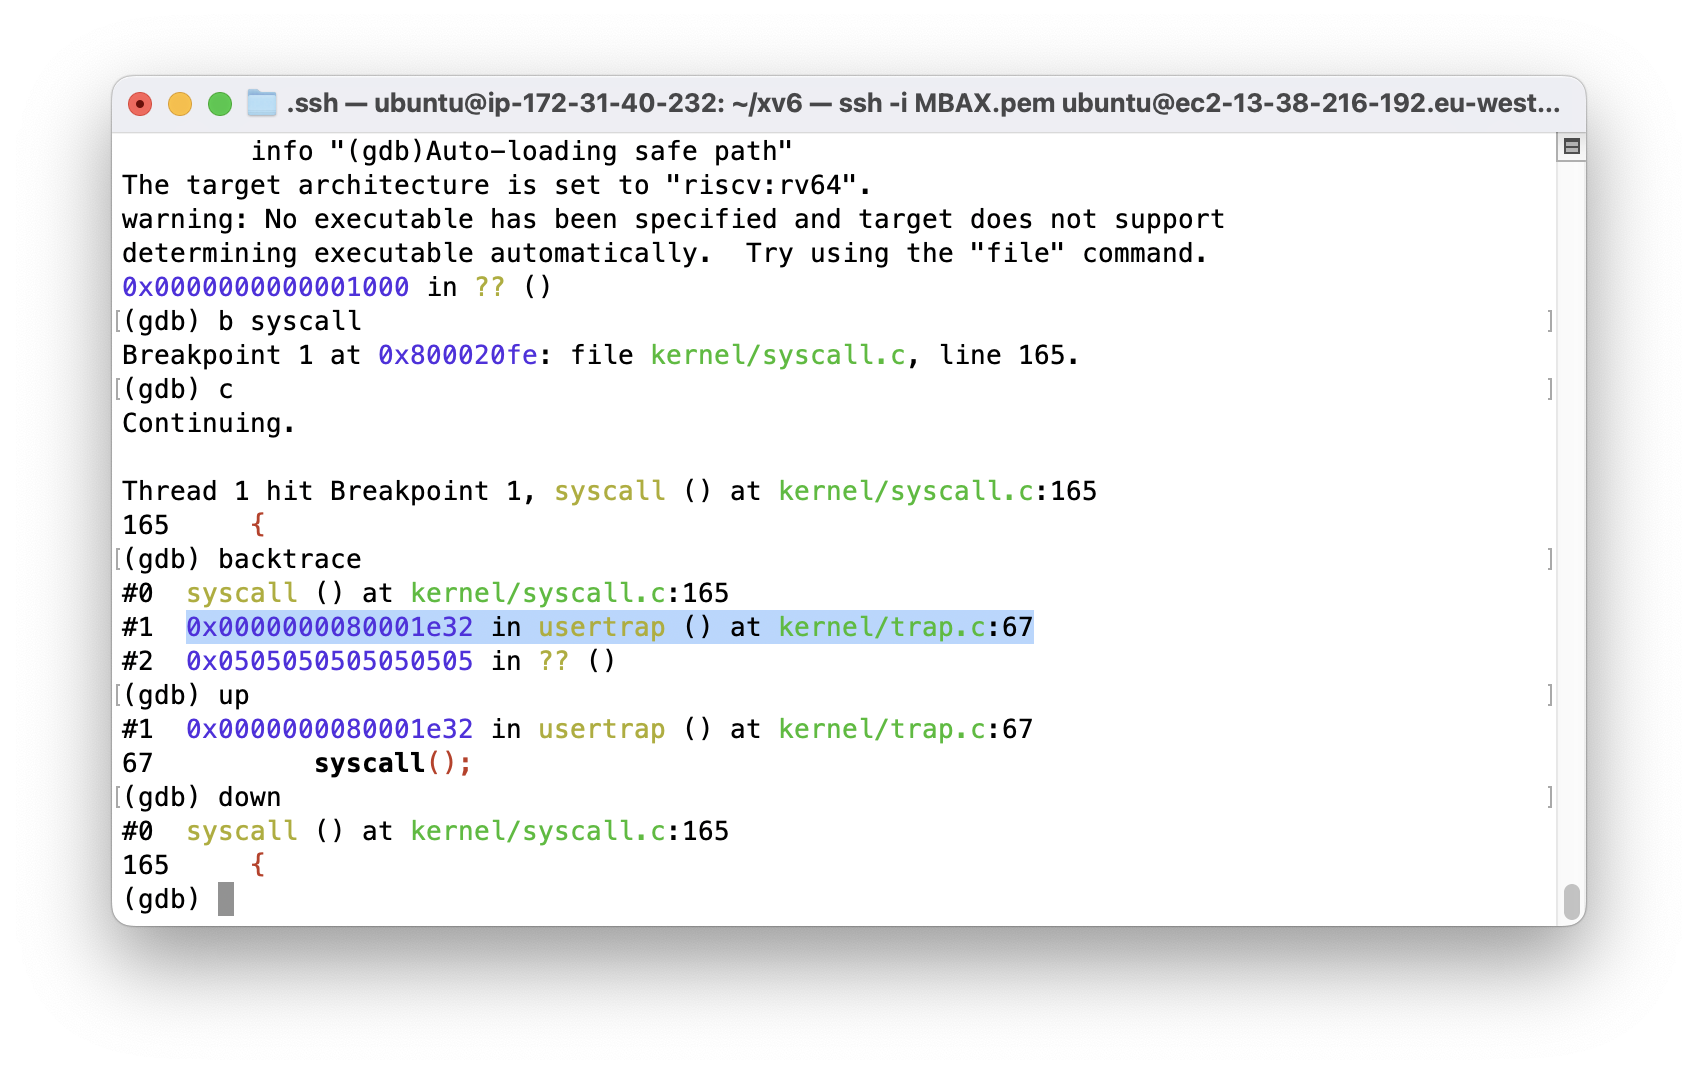 .ssh — ubuntu@ip-172-31-40-232: ~/xv6 — ssh -i MBAX.pem ubuntu@ec2-13-38-216-192.eu-west...
        info "(gdb)Auto-loading safe path"
The target architecture is set to "riscv:rv64".
warning: No executable has been specified and target does not support
determining executable automatically.  Try using the "file" command.
0x0000000000001000 in ?? ()
[(gdb) b syscall ]
Breakpoint 1 at 0x800020fe: file kernel/syscall.c, line 165.
[(gdb) c ]
Continuing.

Thread 1 hit Breakpoint 1, syscall () at kernel/syscall.c:165
165     {
[(gdb) backtrace ]
#0  syscall () at kernel/syscall.c:165
#1  0x0000000080001e32 in usertrap () at kernel/trap.c:67
#2  0x0505050505050505 in ?? ()
[(gdb) up ]
#1  0x0000000080001e32 in usertrap () at kernel/trap.c:67
67          syscall();
[(gdb) down ]
#0  syscall () at kernel/syscall.c:165
165     {
(gdb)